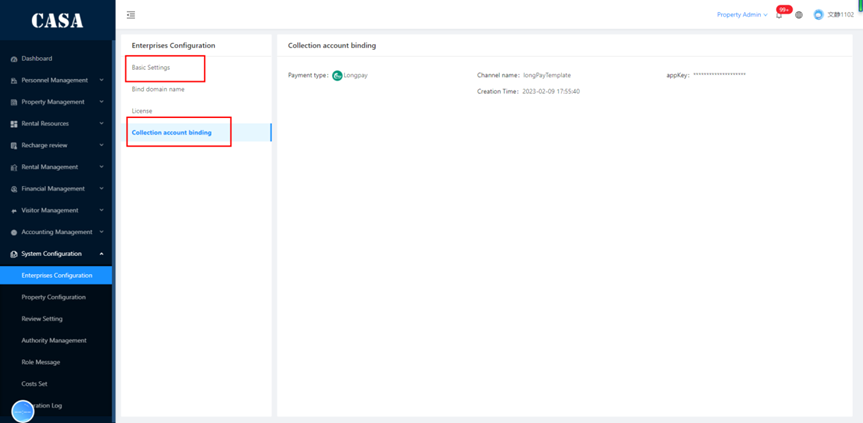 CASA
Property Admin
99+
文静1102
Dashboard
Personnel Management
Property Management
Rental Resources
Recharge review
Rental Management
Financial Management
Visitor Management
Accounting Management
System Configuration
Enterprises Configuration
Property Configuration
Review Setting
Authority Management
Role Message
Costs Set
ration Log
Enterprises Configuration
Basic Settings
Bind domain name
License
Collection account binding
Collection account binding
Payment type: Longpay
Channel name: longPayTemplate
appKey: ********************
Creation Time: 2023-02-09 17:55:40